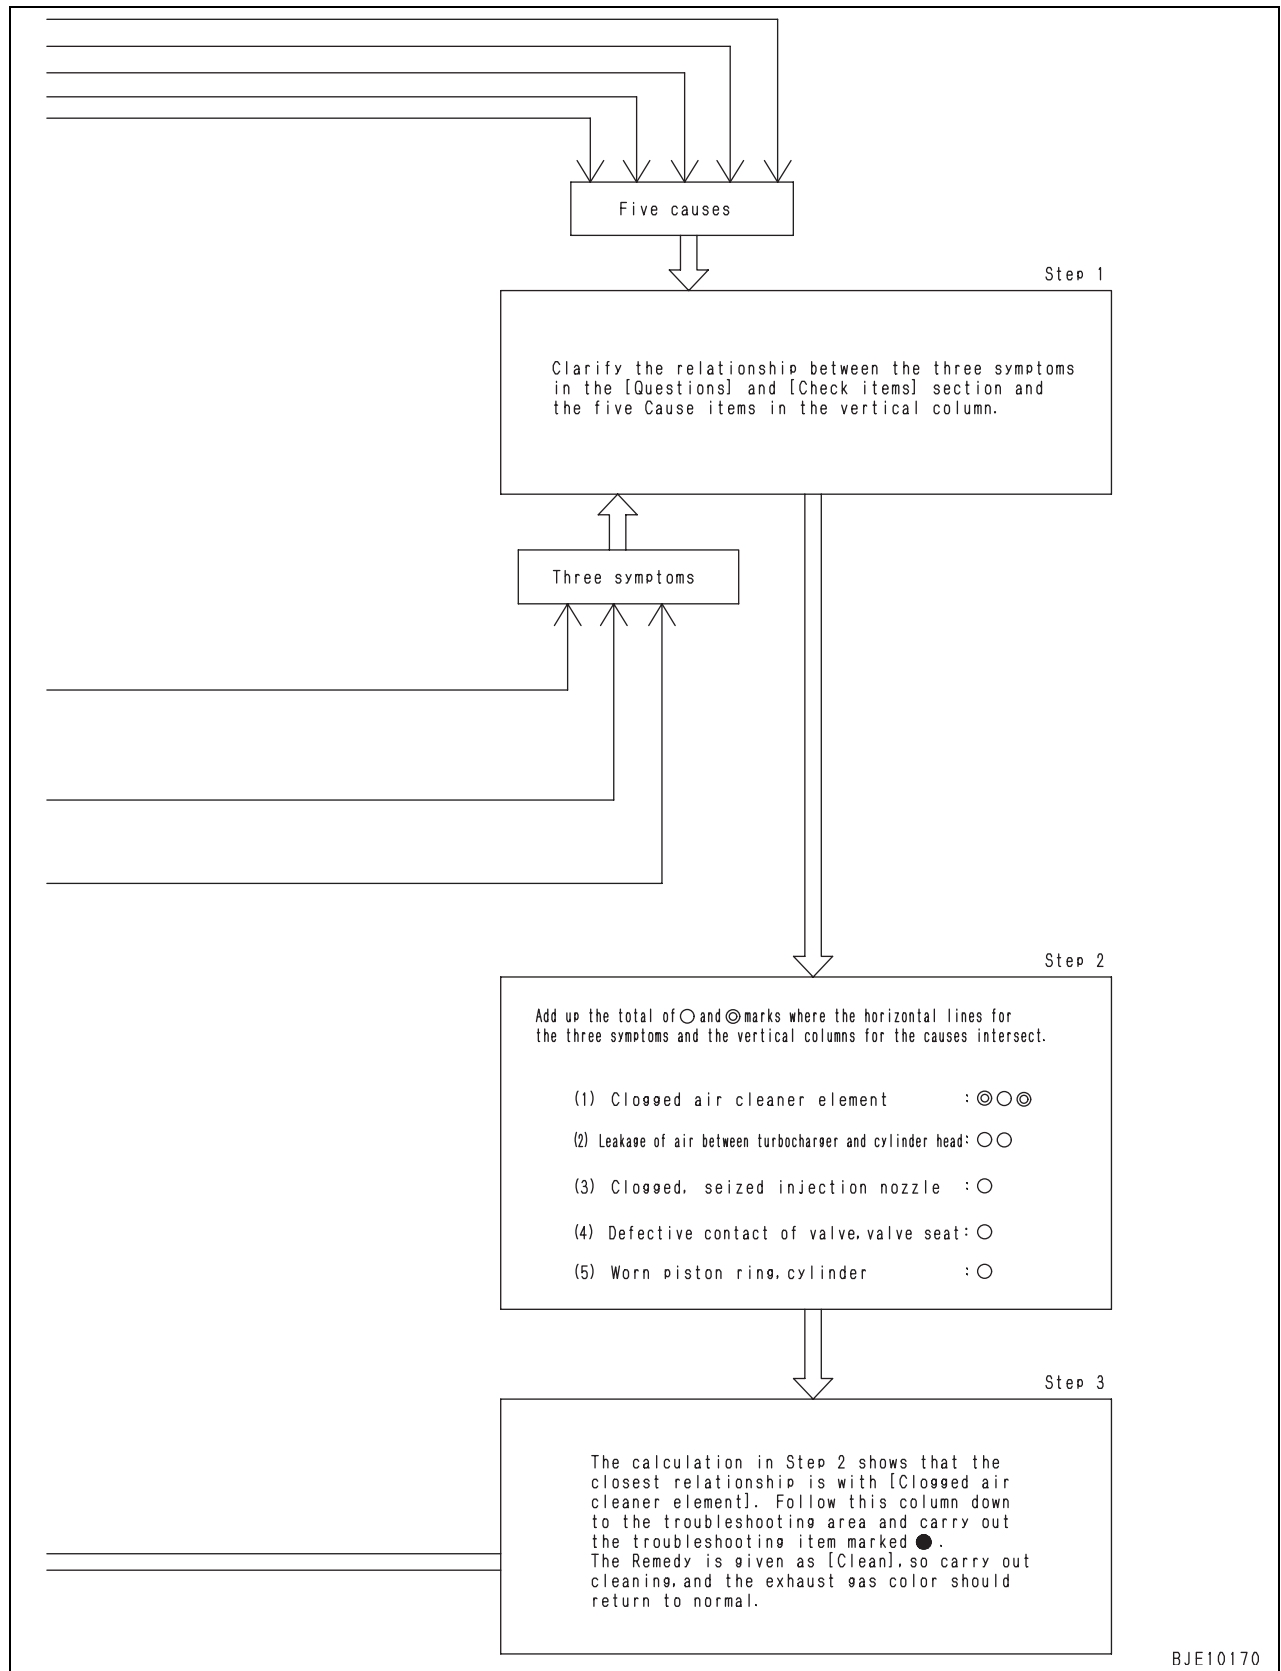 Five causes
Step 1
Clarify the relationship between the three symptoms
in the [Questions] and [Check items] section and
the five Cause items in the vertical column.
Three symptoms
Step 2
Add up the total of ○ and ◎ marks where the horizontal lines for
the three symptoms and the vertical columns for the causes intersect.
(1) Clogged air cleaner element : ◎○◎
(2) Leakage of air between turbocharger and cylinder head: ○○
(3) Clogged, seized injection nozzle : ○
(4) Defective contact of valve, valve seat: ○
(5) Worn piston ring, cylinder : ○
Step 3
The calculation in Step 2 shows that the
closest relationship is with [Clogged air
cleaner element]. Follow this column down
to the troubleshooting area and carry out
the troubleshooting item marked ●.
The Remedy is given as [Clean], so carry out
cleaning, and the exhaust gas color should
return to normal.
BJE10170